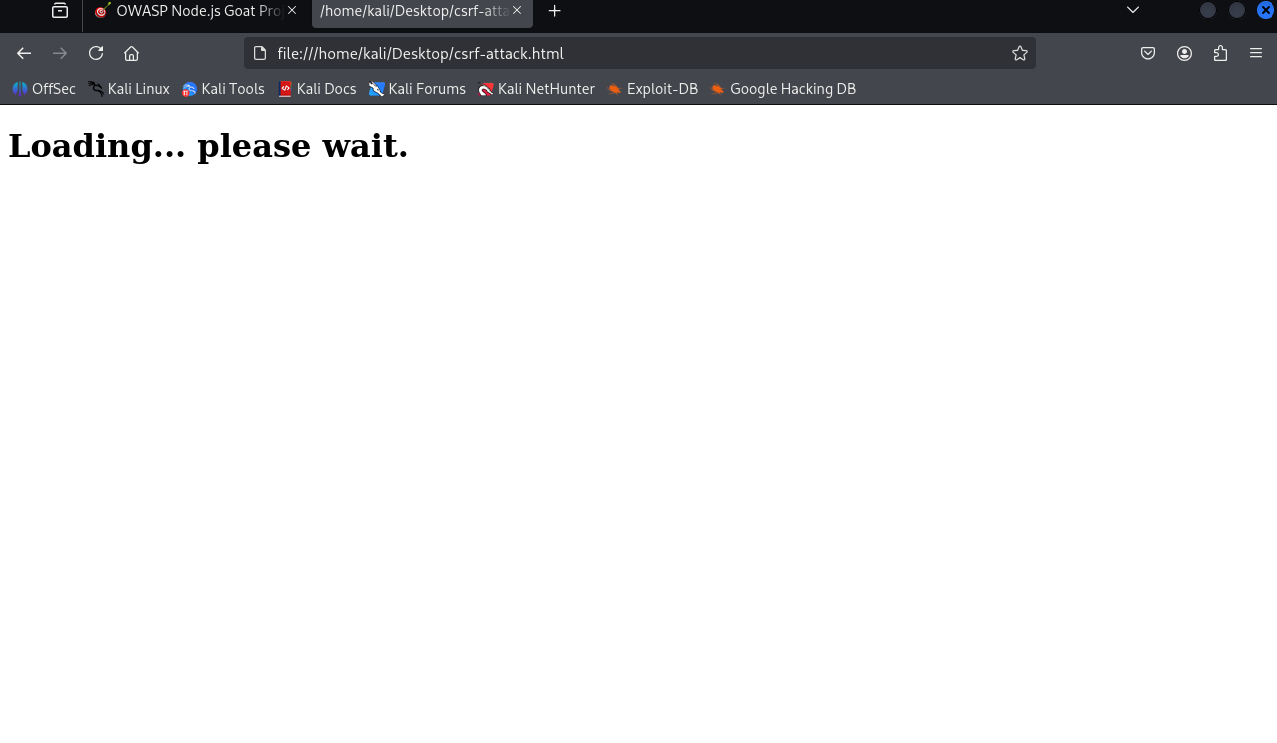 OWASP Node.js Goat Pro
/home/kali/Desktop/csrf-atta
file:///home/kali/Desktop/csrf-attack.html
OffSec Kali Linux Kali Tools Kali Docs Kali Forums Kali NetHunter Exploit-DB Google Hacking DB
Loading... please wait.